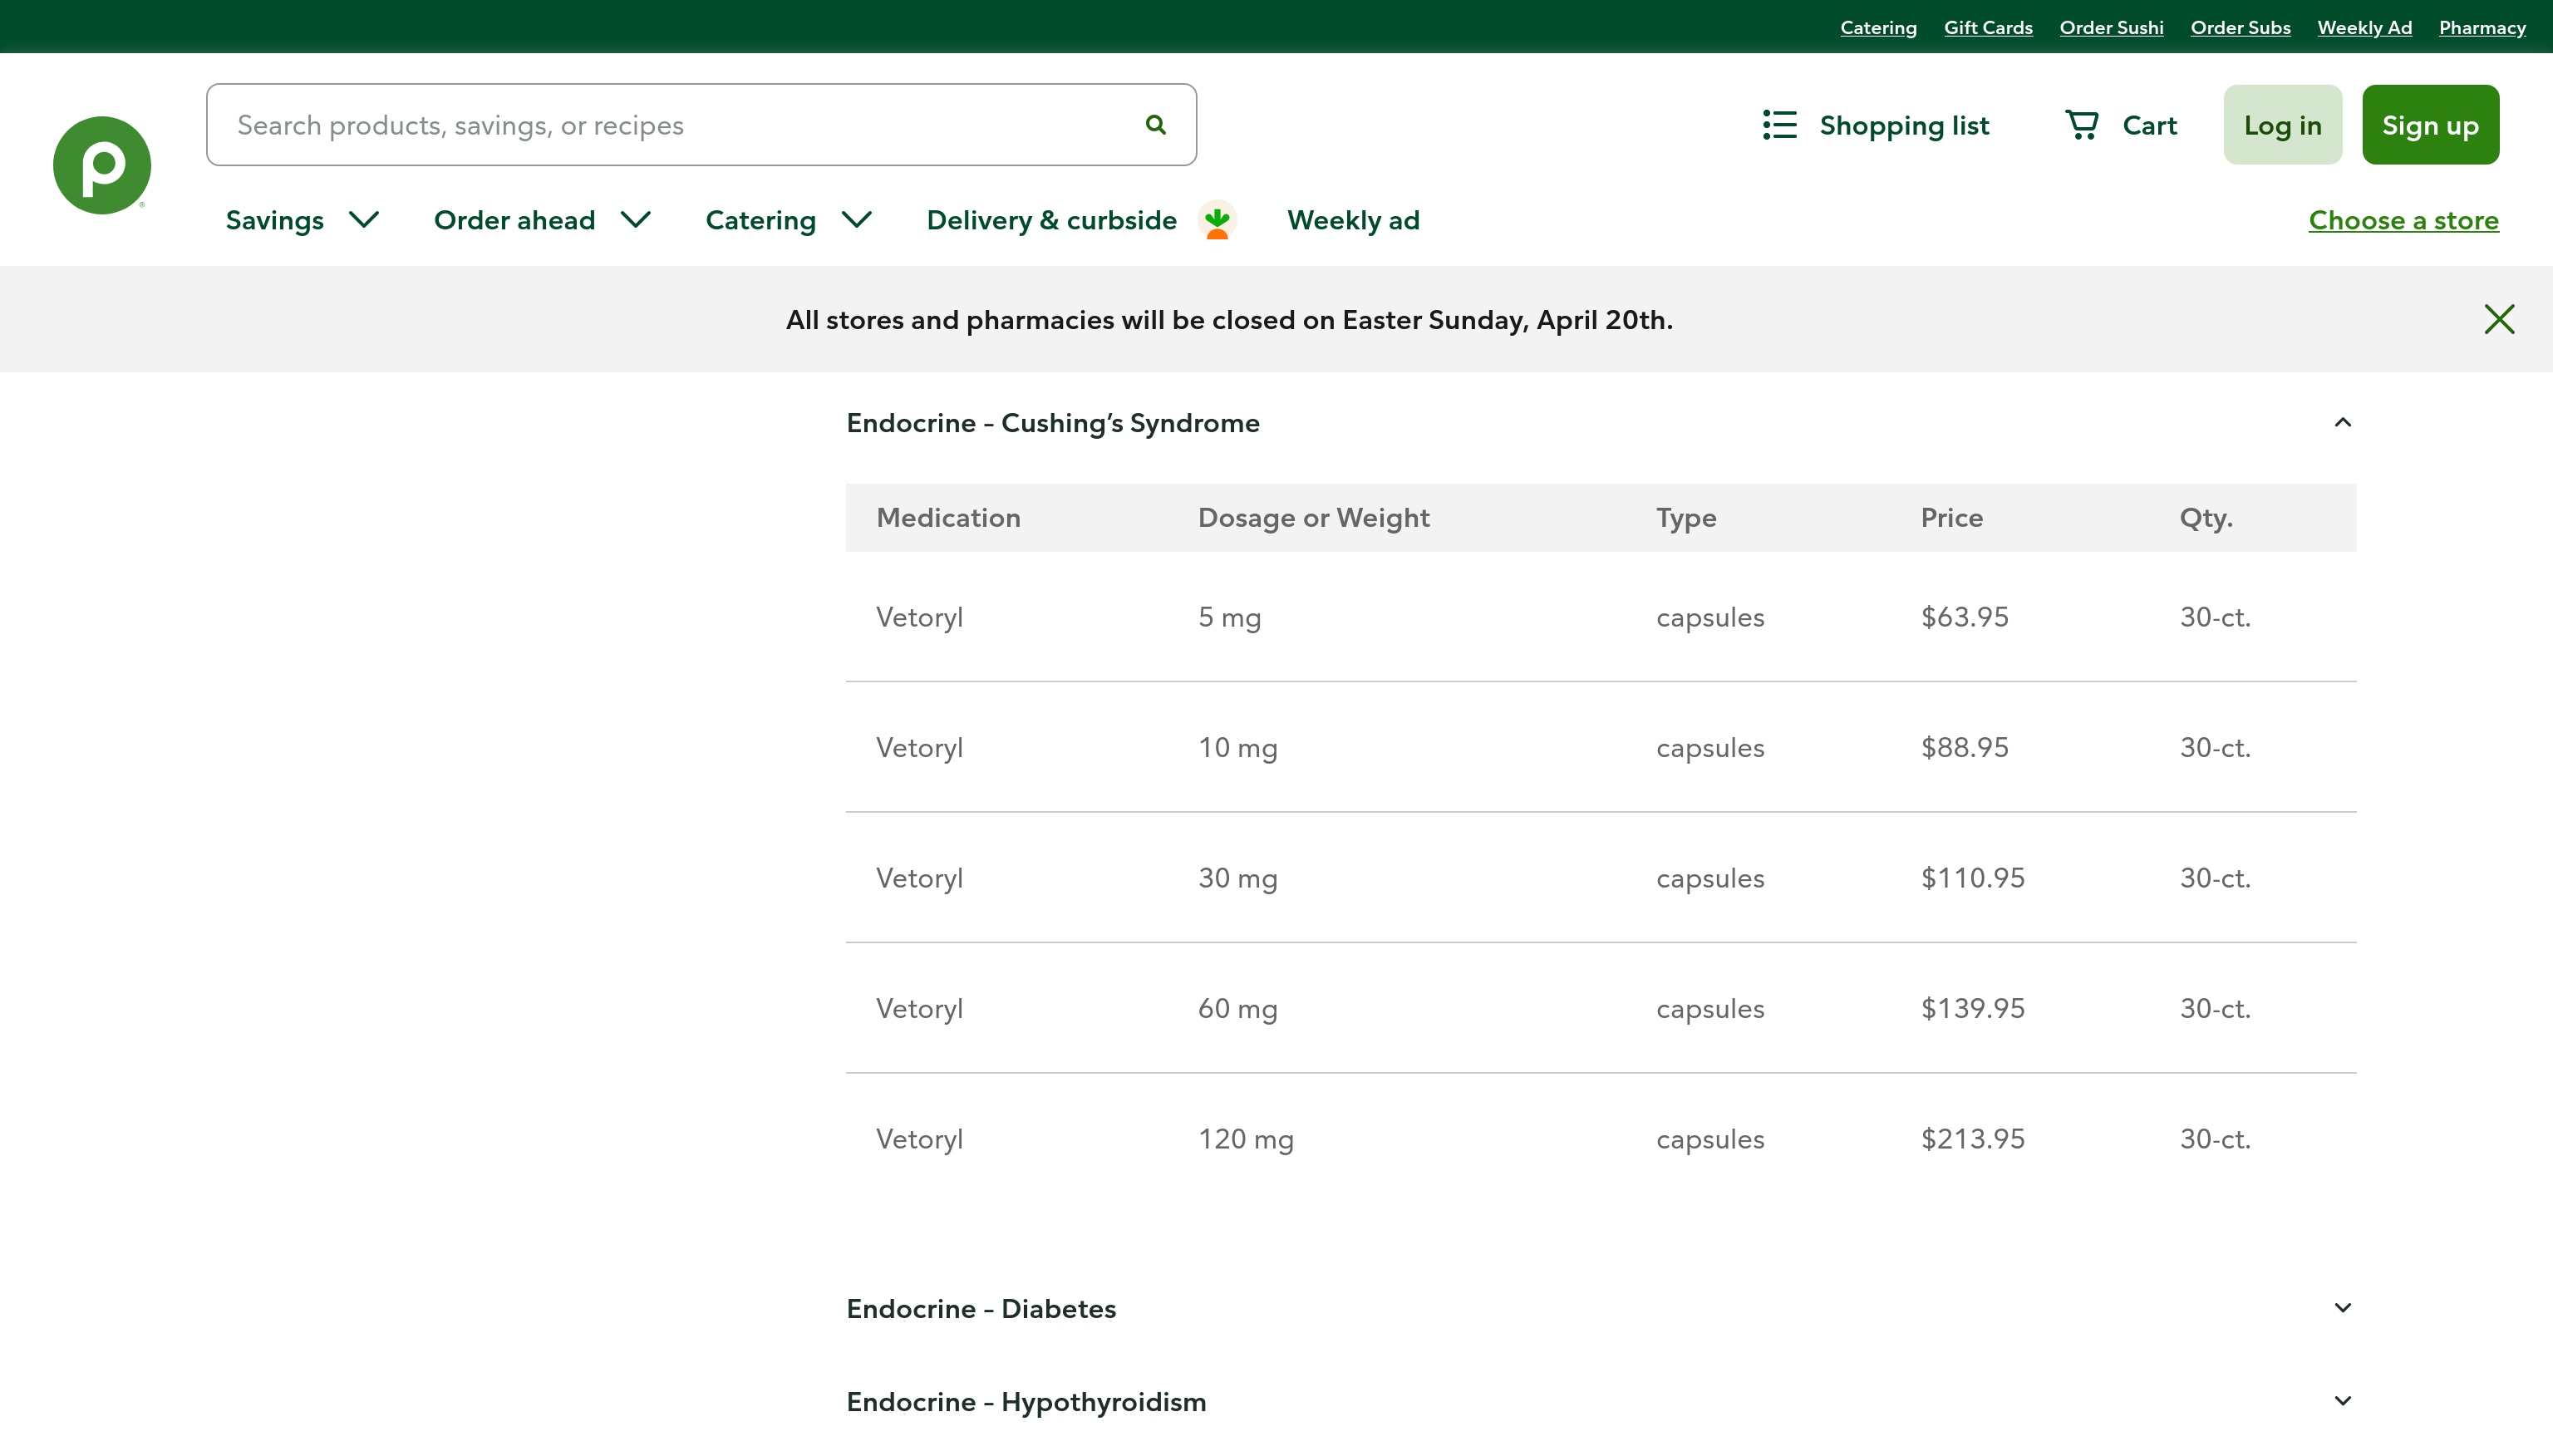 Catering Gift Cards Order Sushi Order Subs Weekly Ad Pharmacy
Search products, savings, or recipes
Shopping list Cart Log in Sign up
p
Savings Order ahead Catering Delivery & curbside Weekly ad Choose a store
All stores and pharmacies will be closed on Easter Sunday, April 20th.
Endocrine – Cushing’s Syndrome
Medication Dosage or Weight Type Price Qty.
Vetoryl 5 mg capsules $63.95 30-ct.
Vetoryl 10 mg capsules $88.95 30-ct.
Vetoryl 30 mg capsules $110.95 30-ct.
Vetoryl 60 mg capsules $139.95 30-ct.
Vetoryl 120 mg capsules $213.95 30-ct.
Endocrine – Diabetes
Endocrine – Hypothyroidism